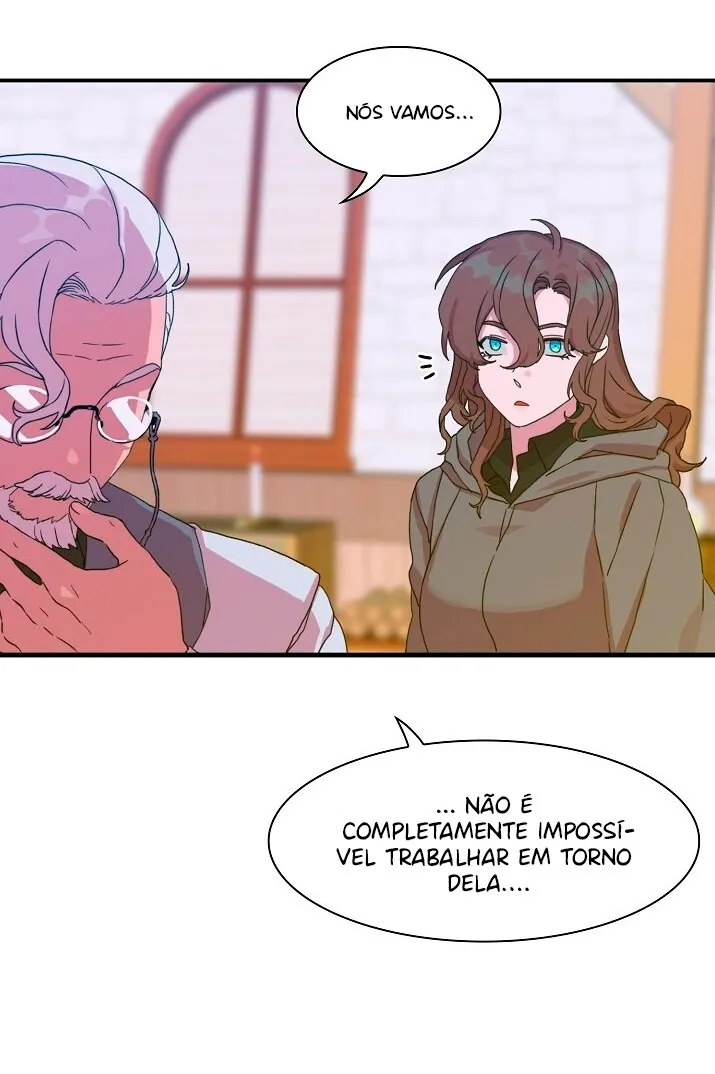 NÓS VAMOS...
... NÃO É
COMPLETAMENTE IMPOSSÍ-
VEL TRABALHAR EM TORNO
DELA....